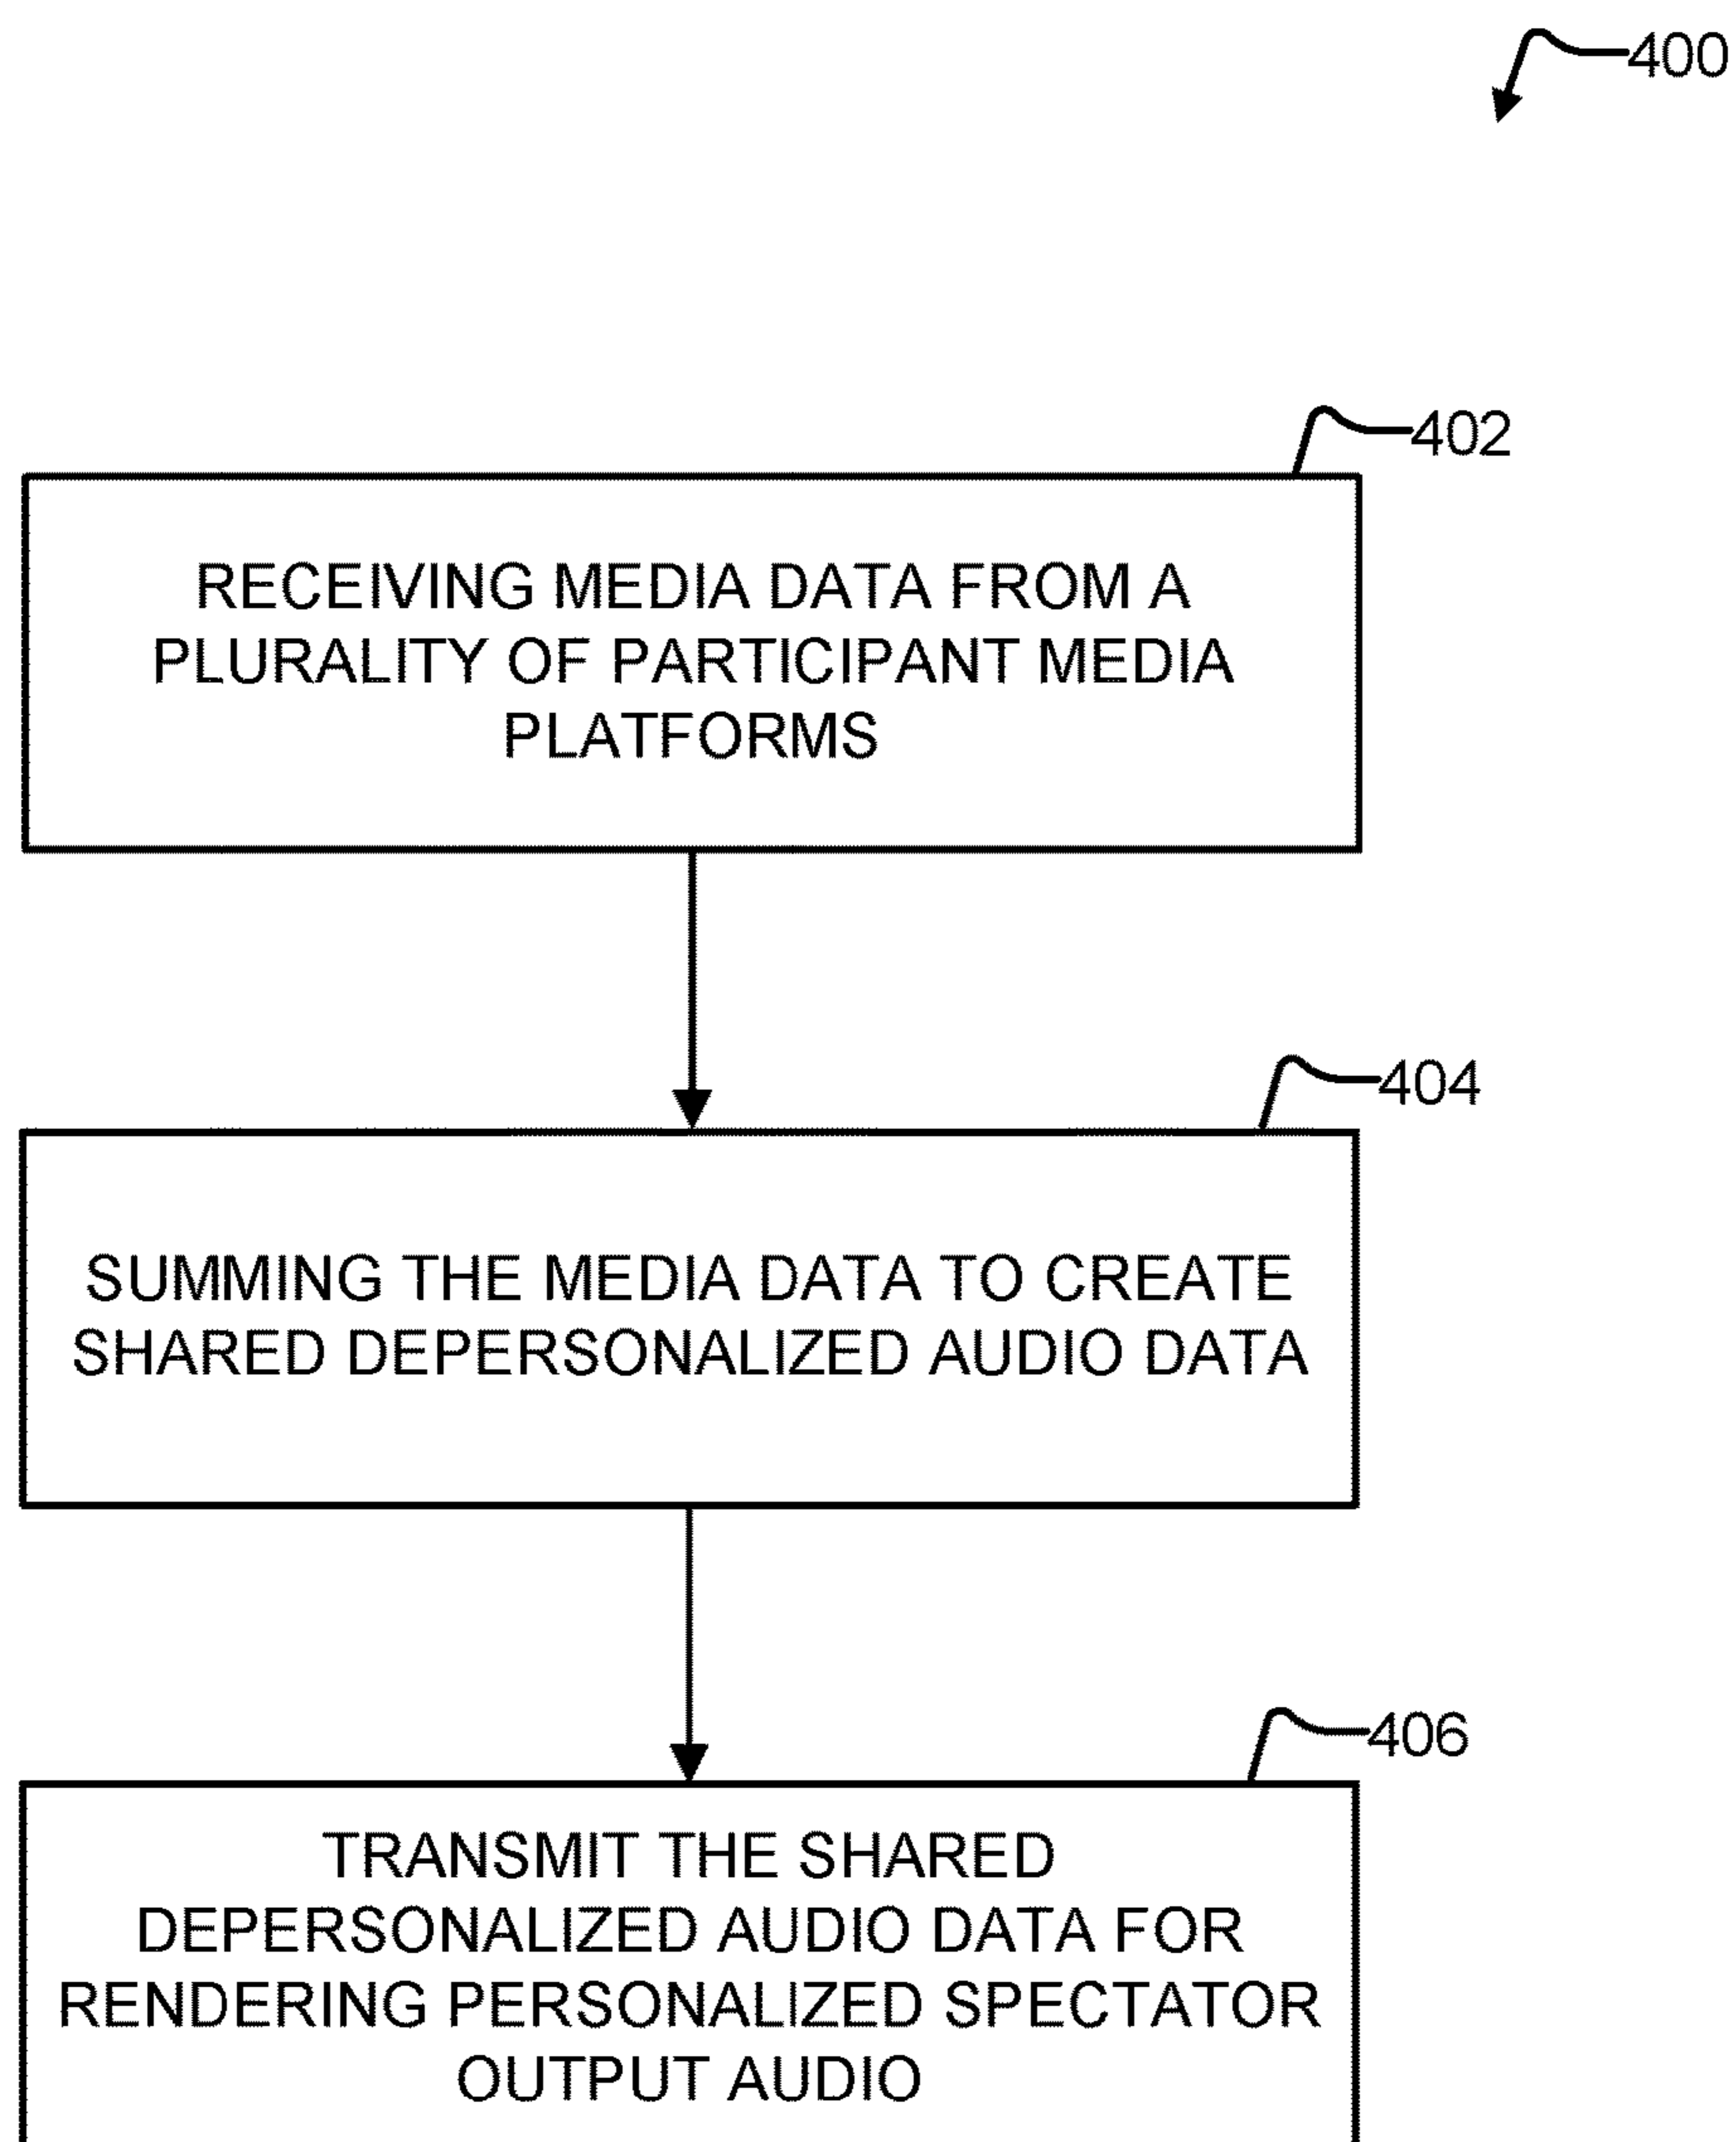 400
402
RECEIVING MEDIA DATA FROM A
PLURALITY OF PARTICIPANT MEDIA
PLATFORMS
404
SUMMING THE MEDIA DATA TO CREATE
SHARED DEPERSONALIZED AUDIO DATA
406
TRANSMIT THE SHARED
DEPERSONALIZED AUDIO DATA FOR
RENDERING PERSONALIZED SPECTATOR
OUTPUT AUDIO